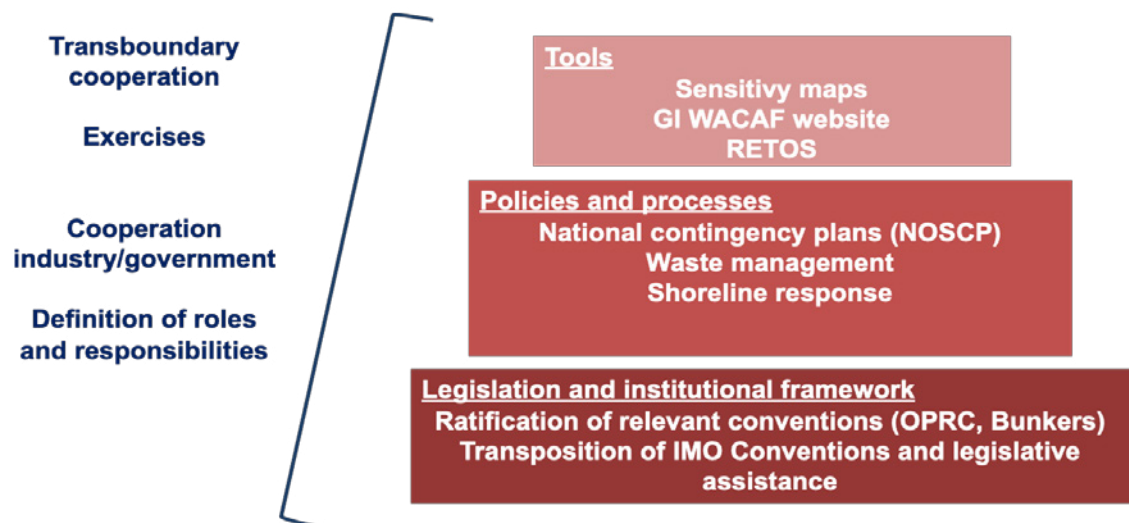 Transboundary
cooperation
Exercises
Cooperation
industry/government
Definition of roles
and responsibilities
Tools
Sensitivy maps
GI WACAF website
RETOS
Policies and processes
National contingency plans (NOSCP)
Waste management
Shoreline response
Legislation and institutional framework
Ratification of relevant conventions (OPRC, Bunkers)
Transposition of IMO Conventions and legislative
assistance